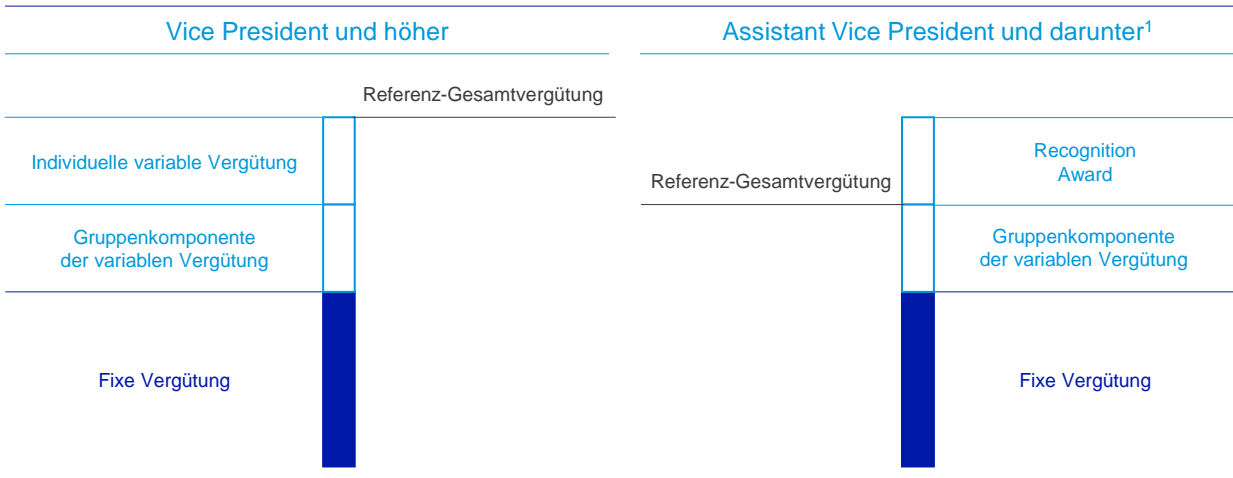 Vice President und höher
Referenz-Gesamtvergütung
Individuelle variable Vergütung
Gruppenkomponente
der variablen Vergütung
Fixe Vergütung
Assistant Vice President und darunter¹
Recognition
Award
Referenz-Gesamtvergütung
Gruppenkomponente
der variablen Vergütung
Fixe Vergütung